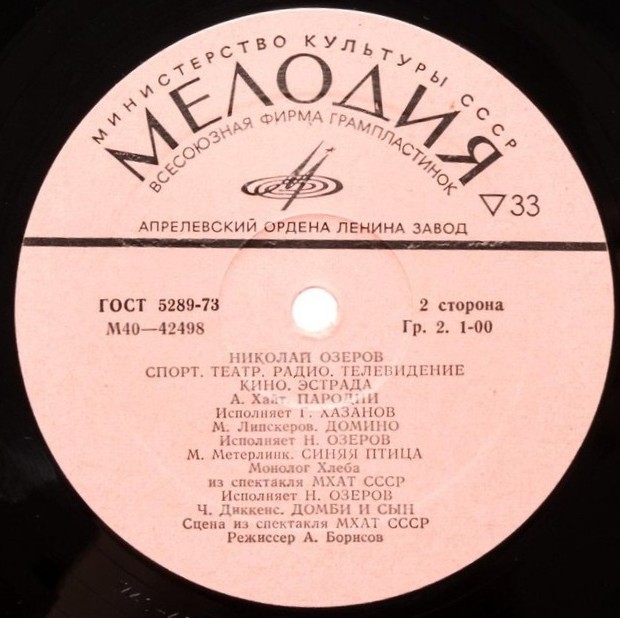 МИНИСТЕРСТВО КУЛЬТУРЫ СССР
МЕЛОДИЯ
ВСЕСОЮЗНАЯ ФИРМА ГРАМПЛАСТИНОК
▽33
АПРЕЛЕВСКИЙ ОРДЕНА ЛЕНИНА ЗАВОД
ГОСТ 5289-73
2 сторона
М40—42498
Гр. 2. 1-00
НИКОЛАЙ ОЗЕРОВ
СПОРТ. ТЕАТР. РАДИО. ТЕЛЕВИДЕНИЕ
КИНО. ЭСТРАДА
А. Хайт. ПАРОДИИ
Исполняет Г. ХАЗАНОВ
М. Липскеров. ДОМИНО
Исполняет Н. ОЗЕРОВ
М. Метерлинк. СИНЯЯ ПТИЦА
Монолог Хлеба
из спектакля МХАТ СССР
Исполняет Н. ОЗЕРОВ
Ч. Диккенс. ДОМБИ И СЫН
Сцена из спектакля МХАТ СССР
Режиссер А. Борисов